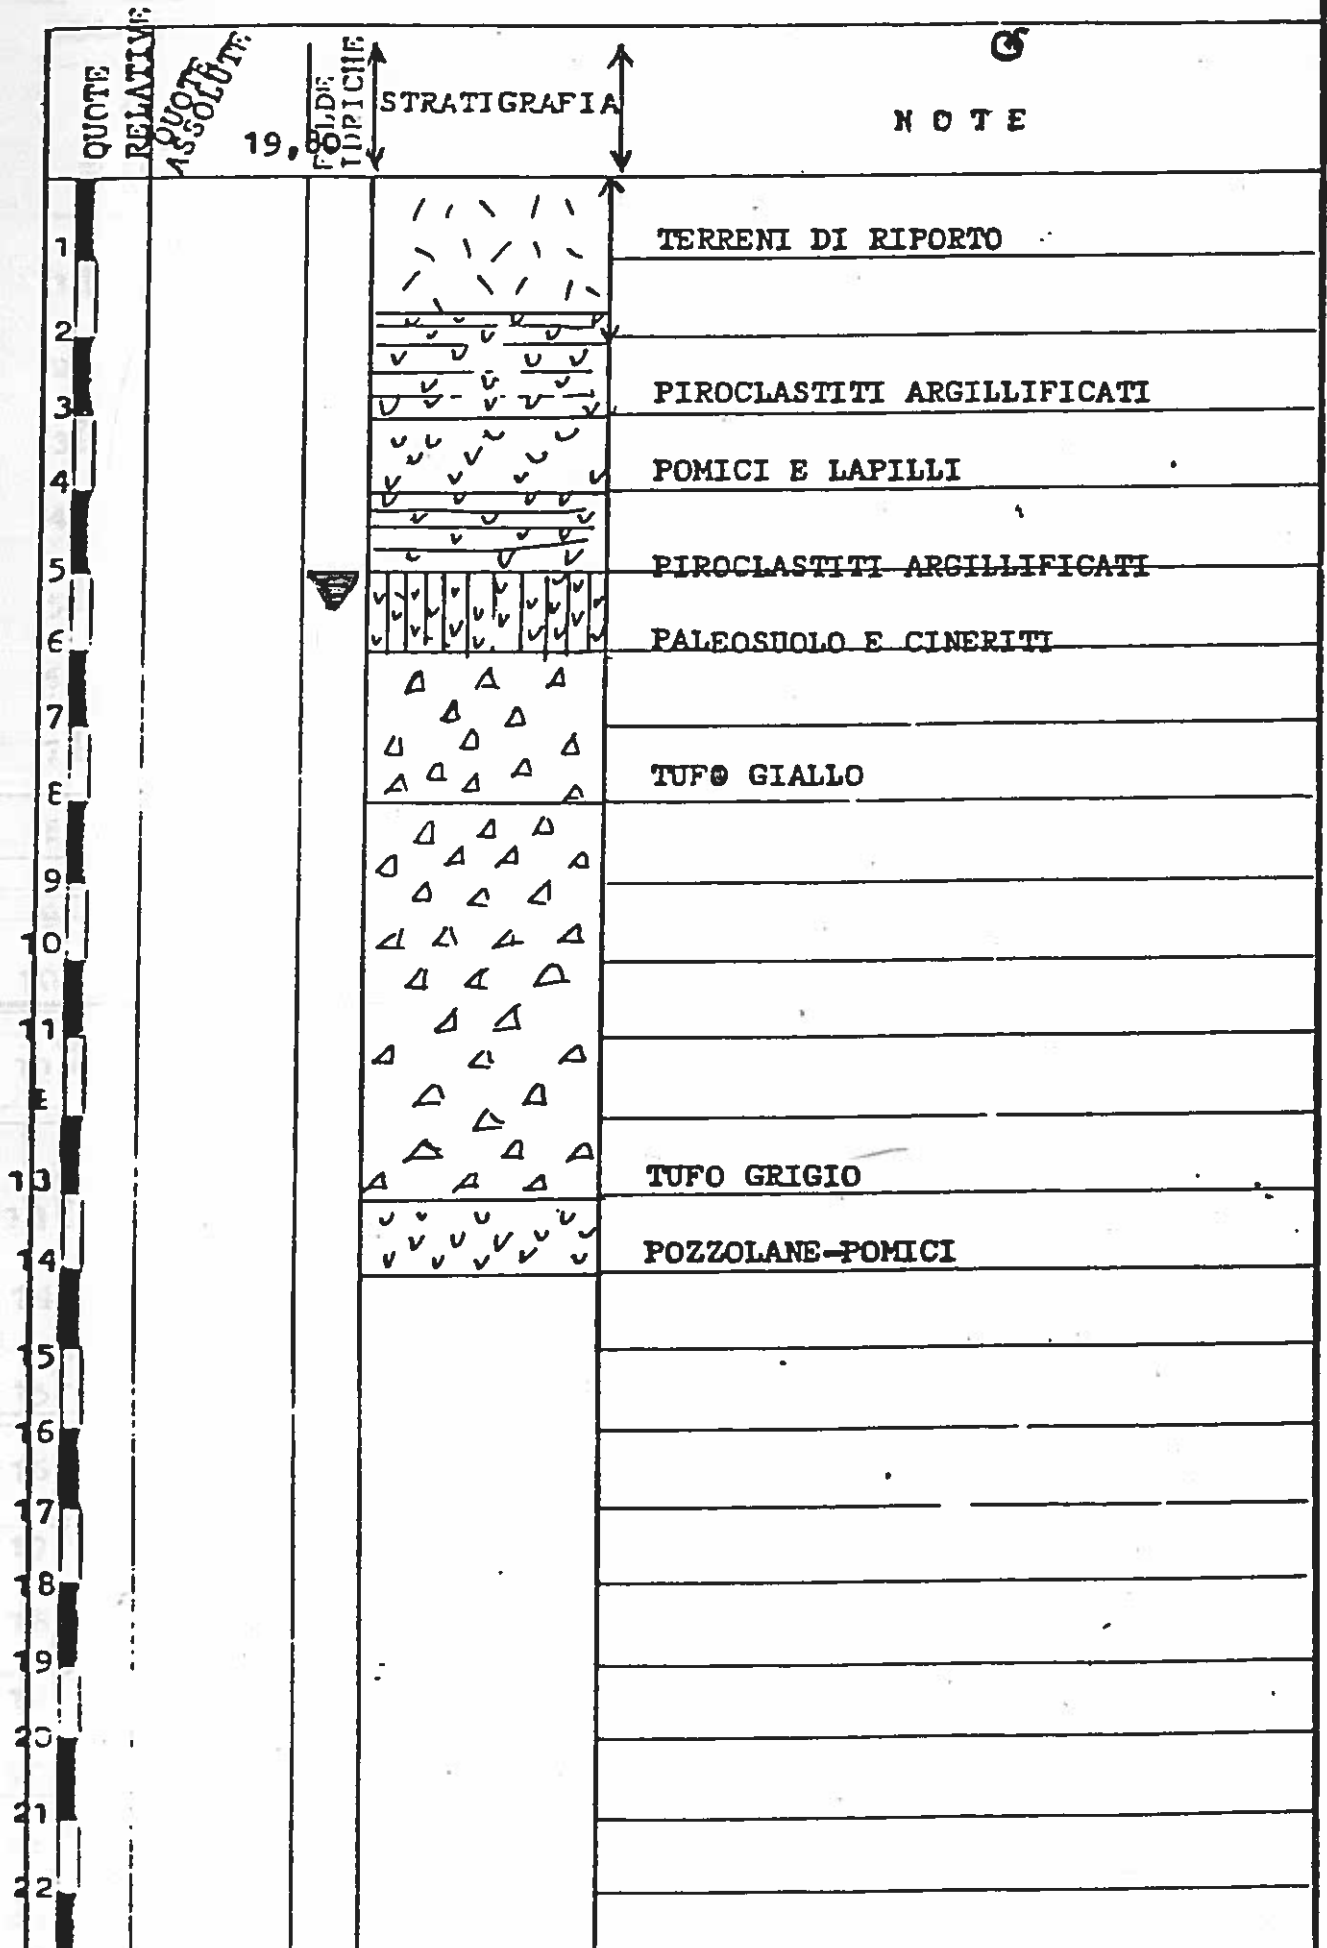 QUOTE RELATIVE
QUOTE ASSOLUTE
19,80
FALDE IDRICHE
STRATIGRAFIA
NOTE
1
TERRENI DI RIPORTO
2
3
PIROCLASTITI ARGILLIFICATI
4
POMICI E LAPILLI
5
PIROCLASTITI ARGILLIFICATI
6
PALEOSUOLO E CINERITI
7
8
TUFO GIALLO
9
10
11
13
TUFO GRIGIO
14
POZZOLANE-POMICI
15
16
17
18
19
20
21
22